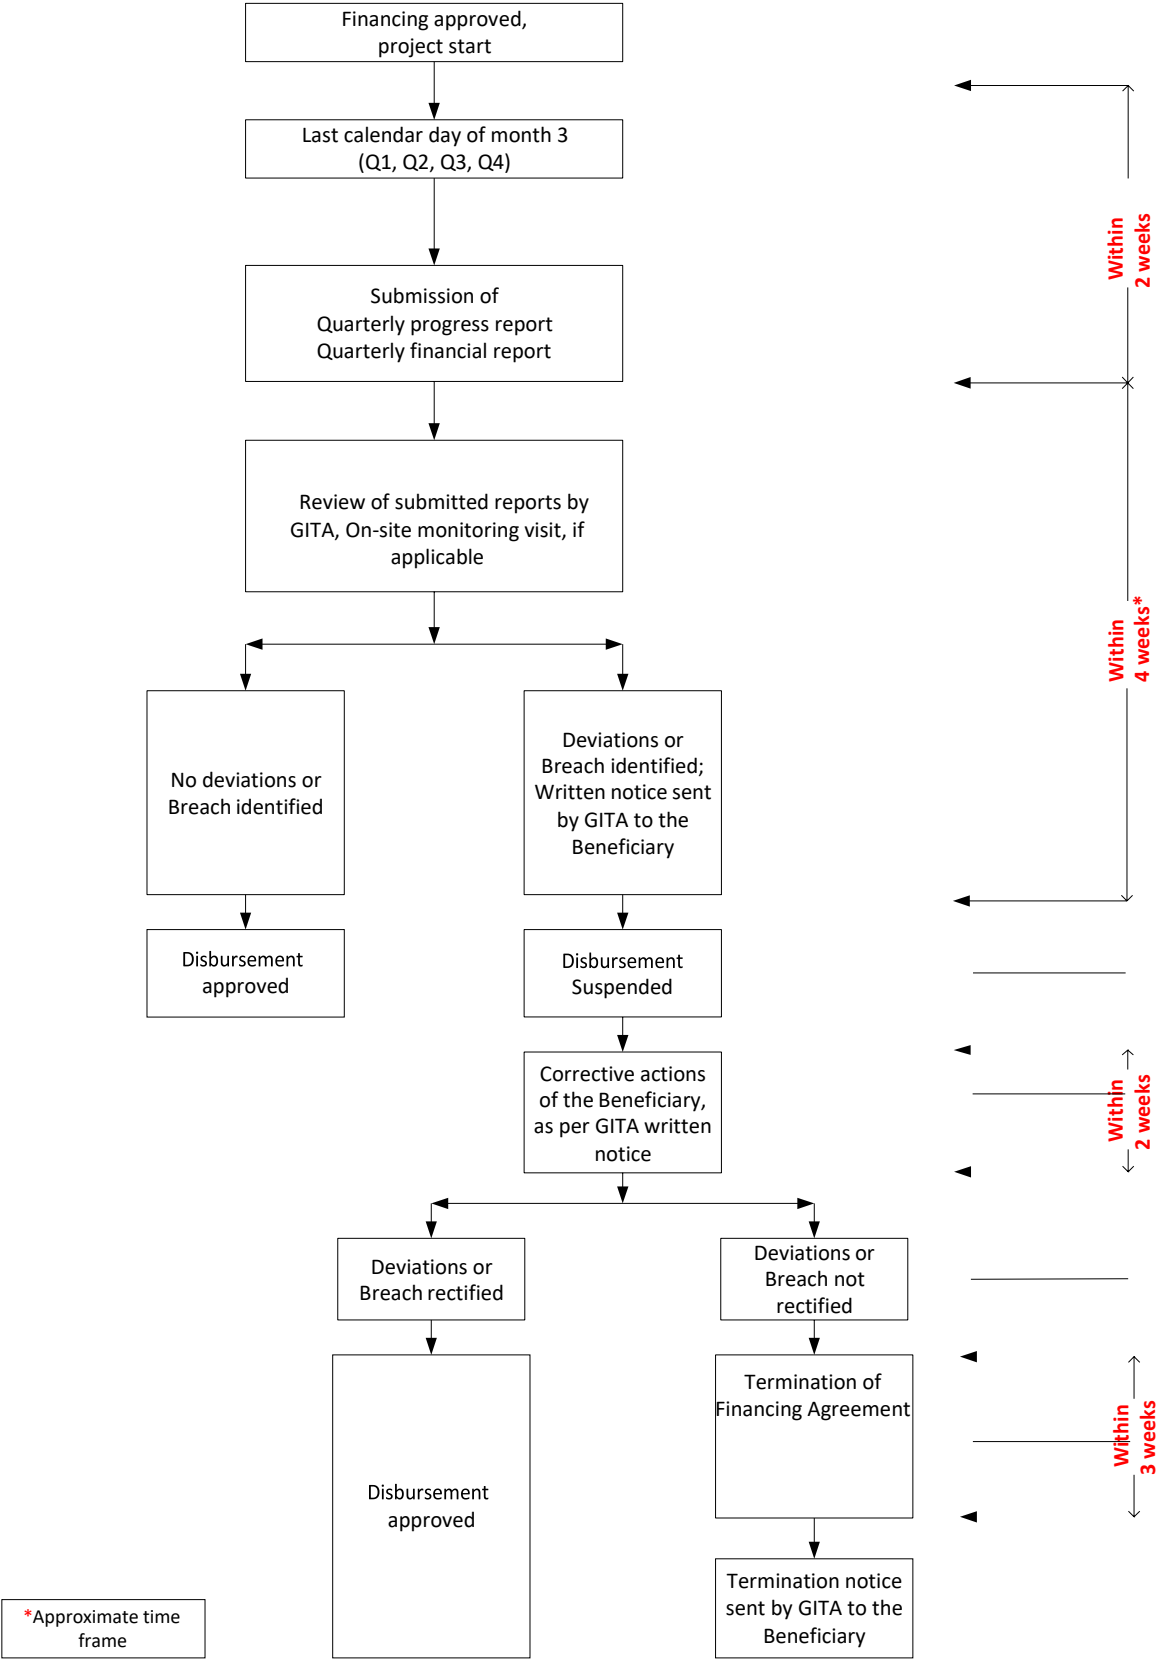 Financing approved,
project start
Last calendar day of month 3
(Q1, Q2, Q3, Q4)
Within
2 weeks
Submission of
Quarterly progress report
Quarterly financial report
Review of submitted reports by
GITA, On-site monitoring visit, if
applicable
Within
4 weeks*
No deviations or
Breach identified
Deviations or
Breach identified;
Written notice sent
by GITA to the
Beneficiary
Disbursement
approved
Disbursement
Suspended
Corrective actions
of the Beneficiary,
as per GITA written
notice
Within
2 weeks
Deviations or
Breach rectified
Deviations or
Breach not
rectified
Disbursement
approved
Termination of
Financing Agreement
Within
3 weeks
Termination notice
sent by GITA to the
Beneficiary
*Approximate time
frame